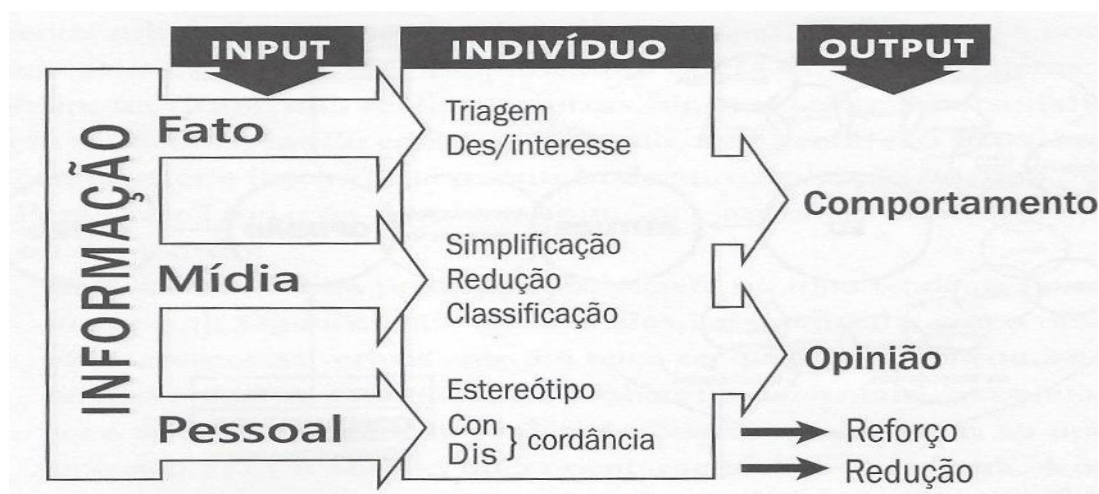 INPUT
INDIVÍDUO
OUTPUT
INFORMAÇÃO
Fato
Mídia
Pessoal
Triagem
Des/interesse
Simplificação
Redução
Classificação
Estereótipo
Con
Dis } cordância
Comportamento
Opinião
Reforço
Redução